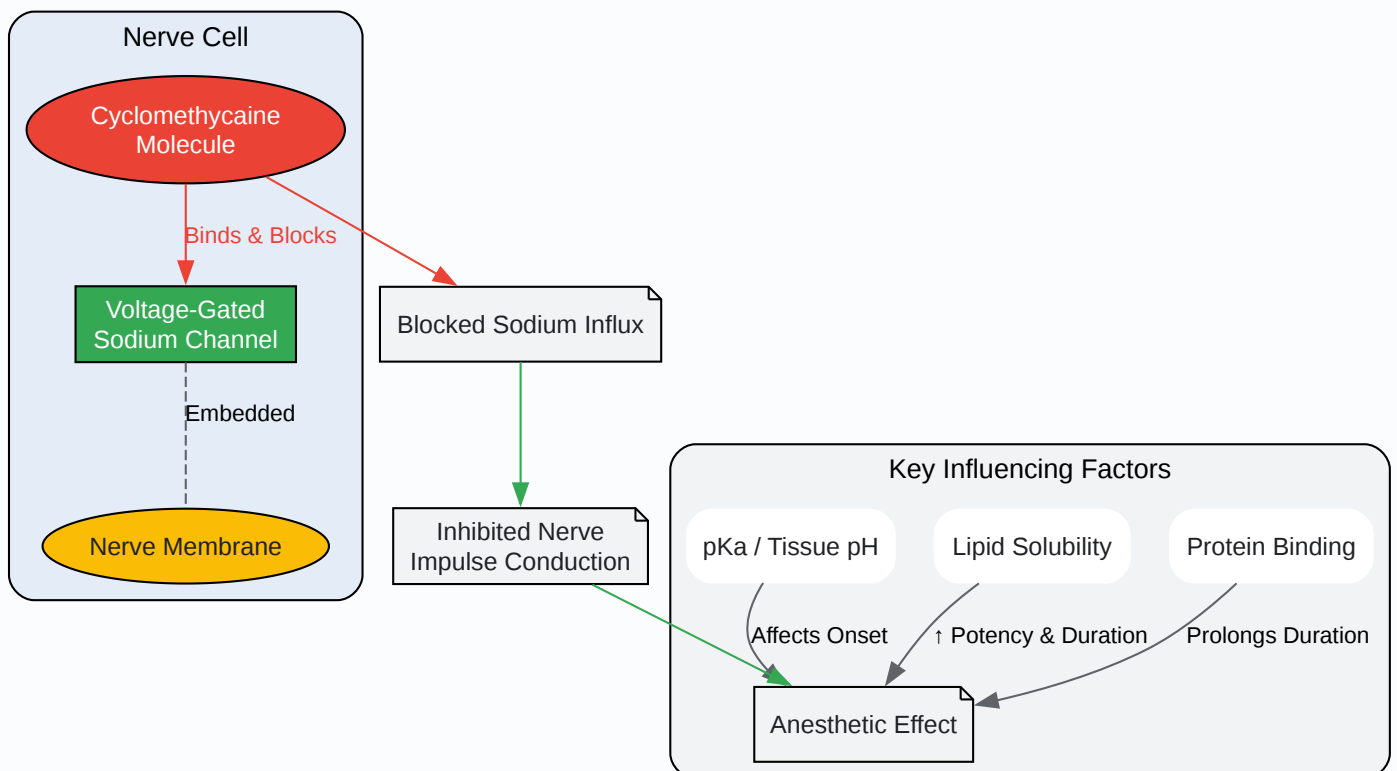 Nerve Cell
Cyclomethycaine
Molecule
Binds & Blocks
Voltage-Gated
Sodium Channel
Blocked Sodium Influx
Embedded
Nerve Membrane
Inhibited Nerve
Impulse Conduction
Key Influencing Factors
pKa / Tissue pH
Lipid Solubility
Protein Binding
Affects Onset
↑ Potency & Duration
Prolongs Duration
Anesthetic Effect